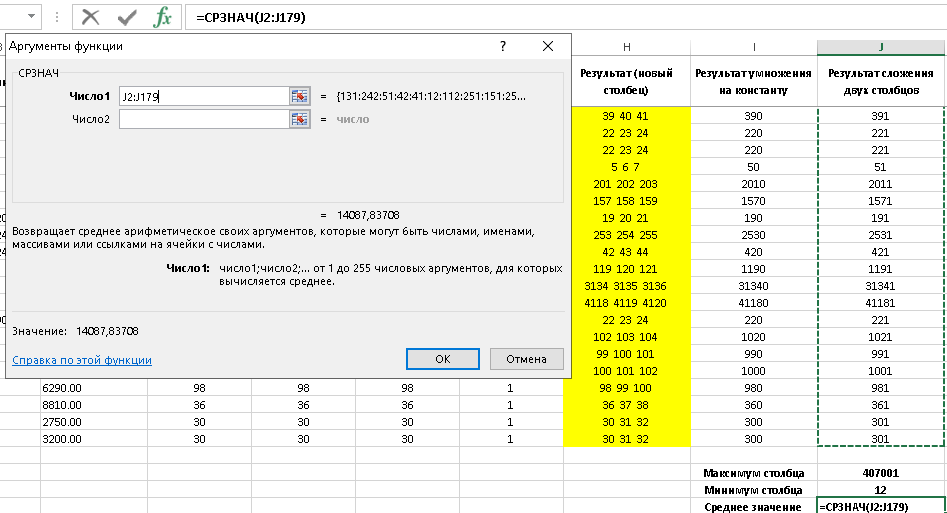 =СРЗНАЧ(J2:J179)
Аргументы функции
?
СРЗНАЧ
Число1 J2:J179 = {131:242:51:42:41:12:112:251:151:25...
Число2 = число
= 14087,83708
Возвращает среднее арифметическое своих аргументов, которые могут быть числами, именами,
массивами или ссылками на ячейки с числами.
Число1: число1;число2;... от 1 до 255 числовых аргументов, для которых
вычисляется среднее.
Значение: 14087,83708
Справка по этой функции
ОК
Отмена
H I J
Результат (новый столбец) Результат умножения на константу Результат сложения двух столбцов
39 40 41 390 391
22 23 24 220 221
22 23 24 220 221
5 6 7 50 51
201 202 203 2010 2011
157 158 159 1570 1571
19 20 21 190 191
253 254 255 2530 2531
42 43 44 420 421
119 120 121 1190 1191
3134 3135 3136 31340 31341
4118 4119 4120 41180 41181
22 23 24 220 221
102 103 104 1020 1021
99 100 101 990 991
100 101 102 1000 1001
6290.00 98 98 98 1 98 99 100 980 981
8810.00 36 36 36 1 36 37 38 360 361
2750.00 30 30 30 1 30 31 32 300 301
3200.00 30 30 30 1 30 31 32 300 301
Максимум столбца 407001
Минимум столбца 12
Среднее значение =СРЗНАЧ(J2:J179)